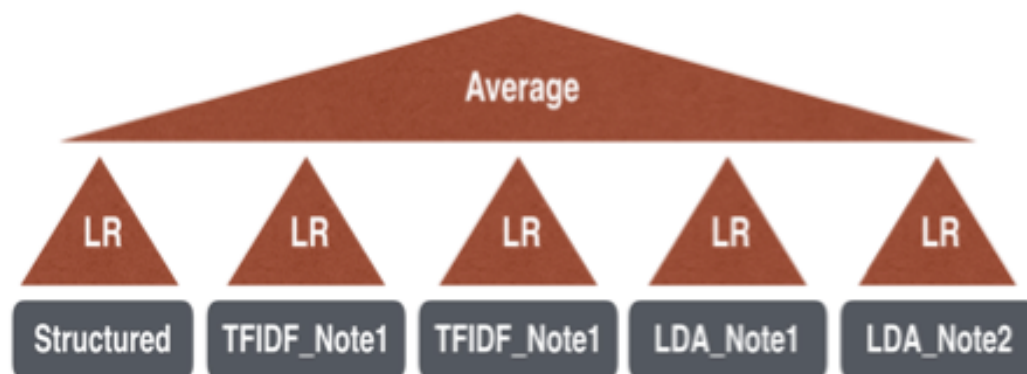 Average
LR LR LR LR LR
Structured TFIDF_Note1 TFIDF_Note1 LDA_Note1 LDA_Note2